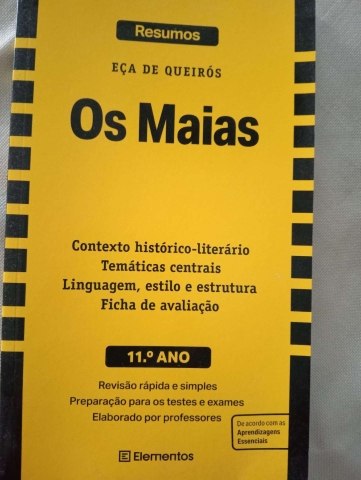 Resumos
EÇA DE QUEIRÓS
Os Maias
Contexto histórico-literário
Temáticas centrais
Linguagem, estilo e estrutura
Ficha de avaliação
11.º ANO
Revisão rápida e simples
Preparação para os testes e exames
Elaborado por professores
De acordo com as
Aprendizagens
Essenciais
E Elementos